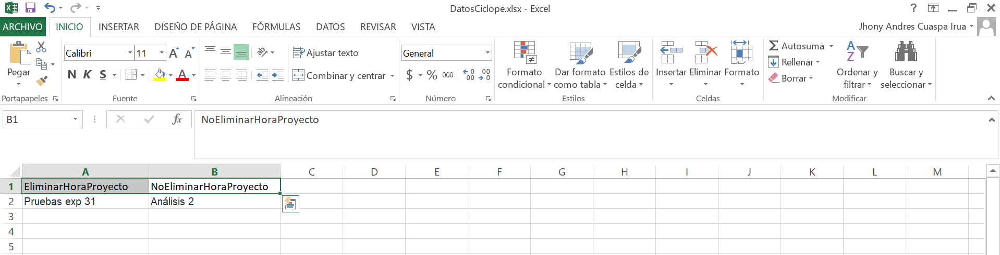 DatosCiclope.xlsx - Excel
ARCHIVO INICIO INSERTAR DISEÑO DE PÁGINA FÓRMULAS DATOS REVISAR VISTA Jhony Andres Cuaspa Irua
Pegar
Portapapeles
Calibri 11 A A
N K S A
Fuente
Ajustar texto
Combinar y centrar
Alineación
General
$ % 000 0 00 00 0
Número
Formato condicional
Dar formato como tabla
Estilos de celda
Estilos
Insertar Eliminar Formato
Celdas
Autosuma
Rellenar
Borrar
Ordenar y filtrar
Buscar y seleccionar
Modificar
B1 fx NoEliminarHoraProyecto
A B C D E F G H I J K L M
1 EliminarHoraProyecto NoEliminarHoraProyecto
2 Pruebas exp 31 Análisis 2
3
4
5